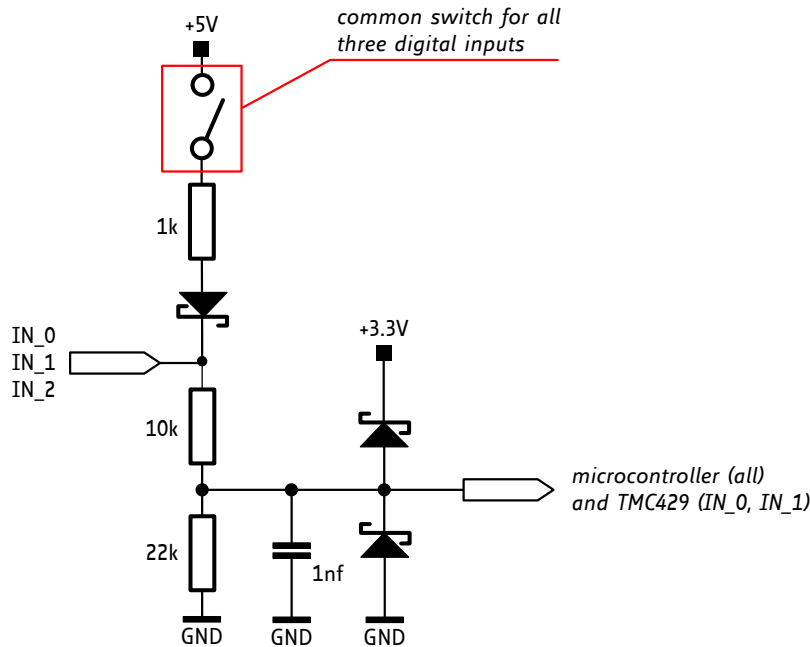 common switch for all
three digital inputs
+5V
1k
IN_0
IN_1
IN_2
+3.3V
10k
microcontroller (all)
and TMC429 (IN_0, IN_1)
22k
1nf
GND
GND
GND